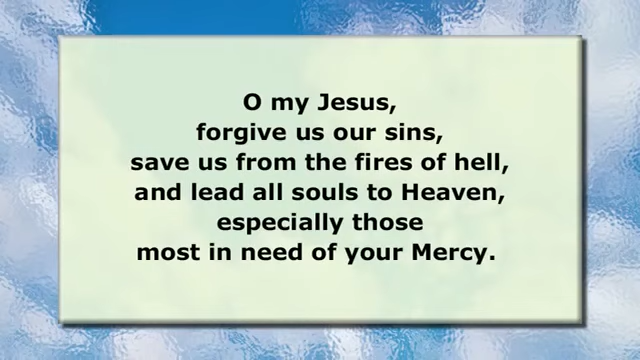 O my Jesus,
forgive us our sins,
save us from the fires of hell,
and lead all souls to Heaven,
especially those
most in need of your Mercy.